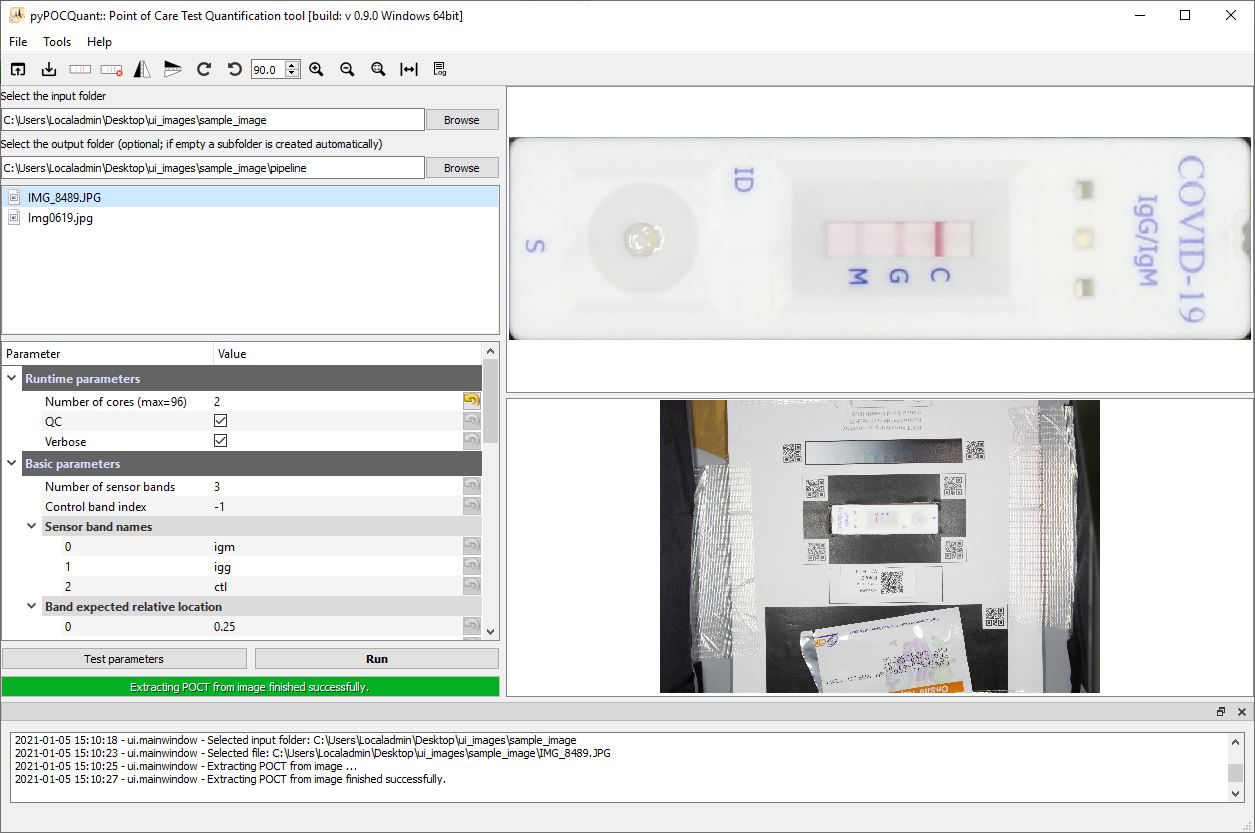 pyPOCQuant:: Point of Care Test Quantification tool [build: v 0.9.0 Windows 64bit]
File Tools Help
90.0
Log
Select the input folder
C:\Users\Localadmin\Desktop\ui_images\sample_image Browse
Select the output folder (optional; if empty a subfolder is created automatically)
C:\Users\Localadmin\Desktop\ui_images\sample_image\pipeline Browse
IMG_8489.JPG
Img0619.jpg
Parameter Value
Runtime parameters
Number of cores (max=96) 2
QC
Verbose
Basic parameters
Number of sensor bands 3
Control band index -1
Sensor band names
0 igm
1 igg
2 ctl
Band expected relative location
0 0.25
Test parameters Run
Extracting POCT from image finished successfully.
S
ID
M G C
IgG/IgM
COVID-19
2021-01-05 15:10:18 - ui.mainwindow - Selected input folder: C:\Users\Localadmin\Desktop\ui_images\sample_image
2021-01-05 15:10:23 - ui.mainwindow - Selected file: C:\Users\Localadmin\Desktop\ui_images\sample_image\IMG_8489.JPG
2021-01-05 15:10:25 - ui.mainwindow - Extracting POCT from image ...
2021-01-05 15:10:27 - ui.mainwindow - Extracting POCT from image finished successfully.